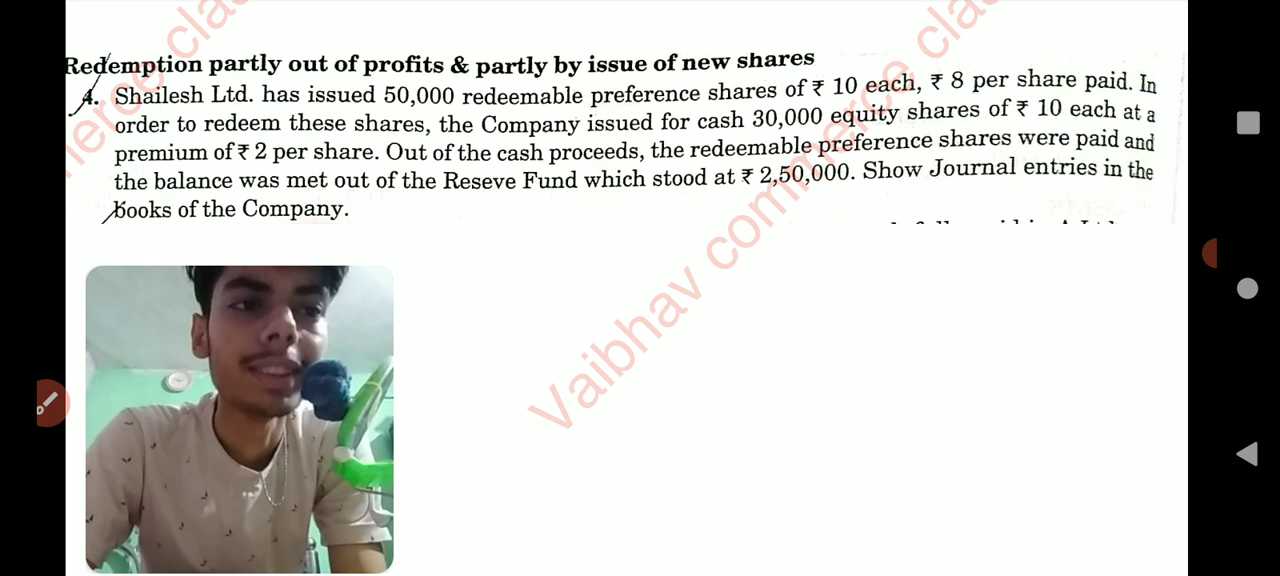 Redemption partly out of profits & partly by issue of new shares
4. Shailesh Ltd. has issued 50,000 redeemable preference shares of ₹ 10 each, ₹ 8 per share paid. In
order to redeem these shares, the Company issued for cash 30,000 equity shares of ₹ 10 each at a
premium of ₹ 2 per share. Out of the cash proceeds, the redeemable preference shares were paid and
the balance was met out of the Reseve Fund which stood at ₹ 2,50,000. Show Journal entries in the
books of the Company.
erce clas
Vaibhav commerce clas